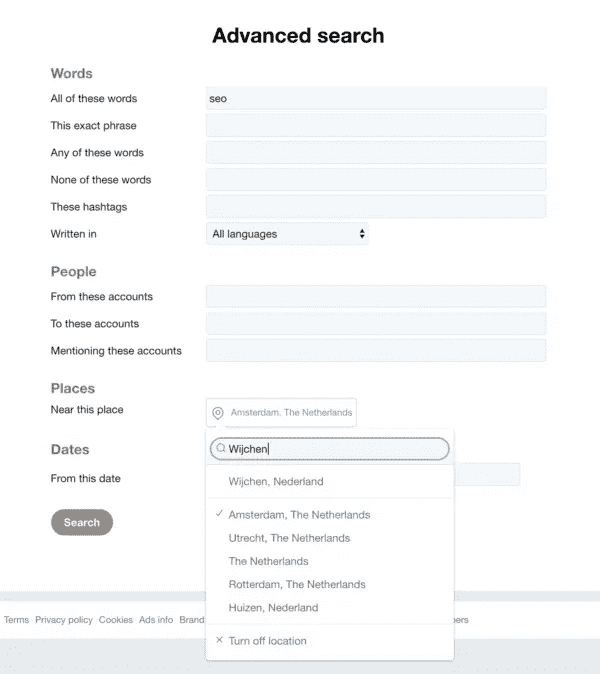 Advanced search
Words
All of these words seo
This exact phrase
Any of these words
None of these words
These hashtags
Written in All languages
People
From these accounts
To these accounts
Mentioning these accounts
Places
Near this place Amsterdam, The Netherlands
Wijchen
Dates
From this date
Wijchen, Nederland
Search
Amsterdam, The Netherlands
Utrecht, The Netherlands
The Netherlands
Rotterdam, The Netherlands
Huizen, Nederland
Terms Privacy policy Cookies Ads info Brand
Turn off location